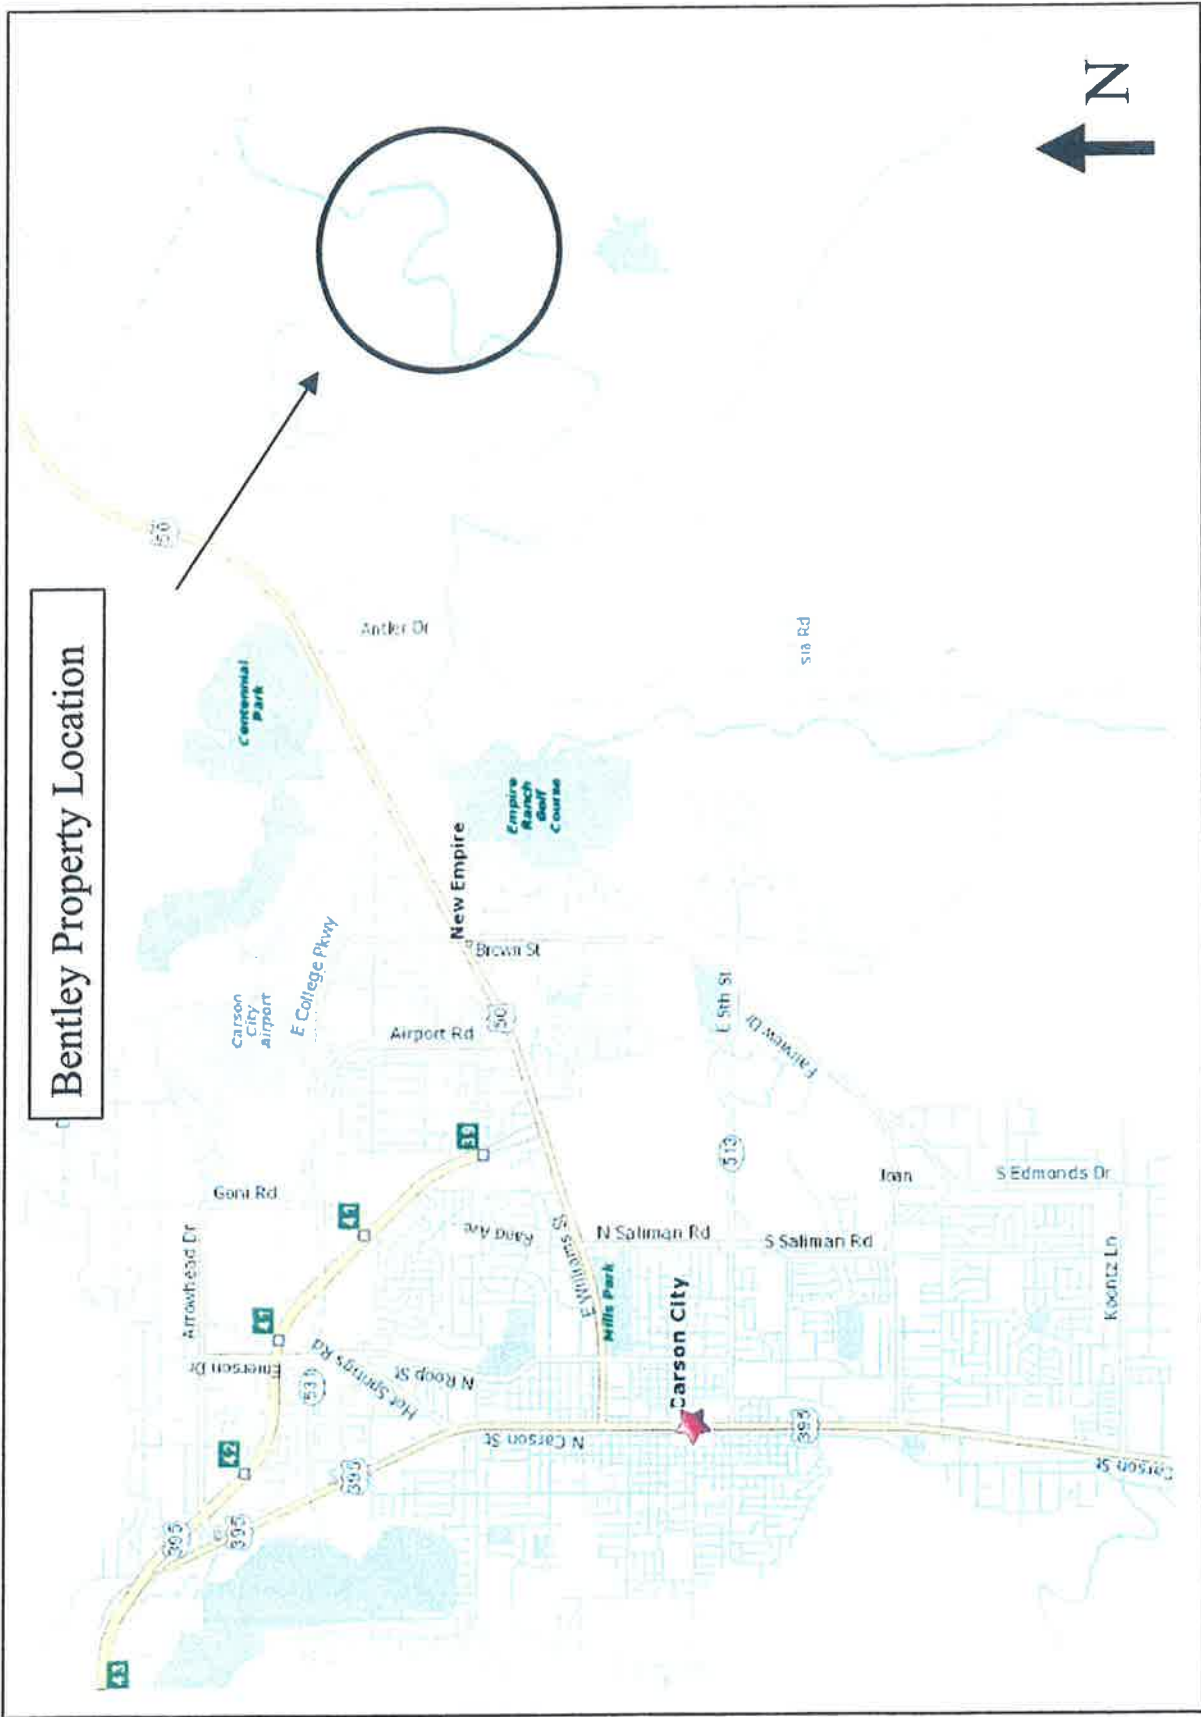 Bentley Property Location
N
50
Centennial
Park
Antler Dr
Empire
Ranch
Golf
Course
New Empire
Brown St
E College Pkwy
Carson
City
Airport
Airport Rd
50
E 5th St
Fairview Dr
39
Goni Rd
41
513
Joan
S Edmonds Dr
N Saliman Rd
S Saliman Rd
E Williams St
Mills Park
Arrowhead Dr
41
Emerson Dr
Hot Springs Rd
531
N Roop St
Carson City
Koontz Ln
42
N Carson St
395
395
395
395
Carson St
43